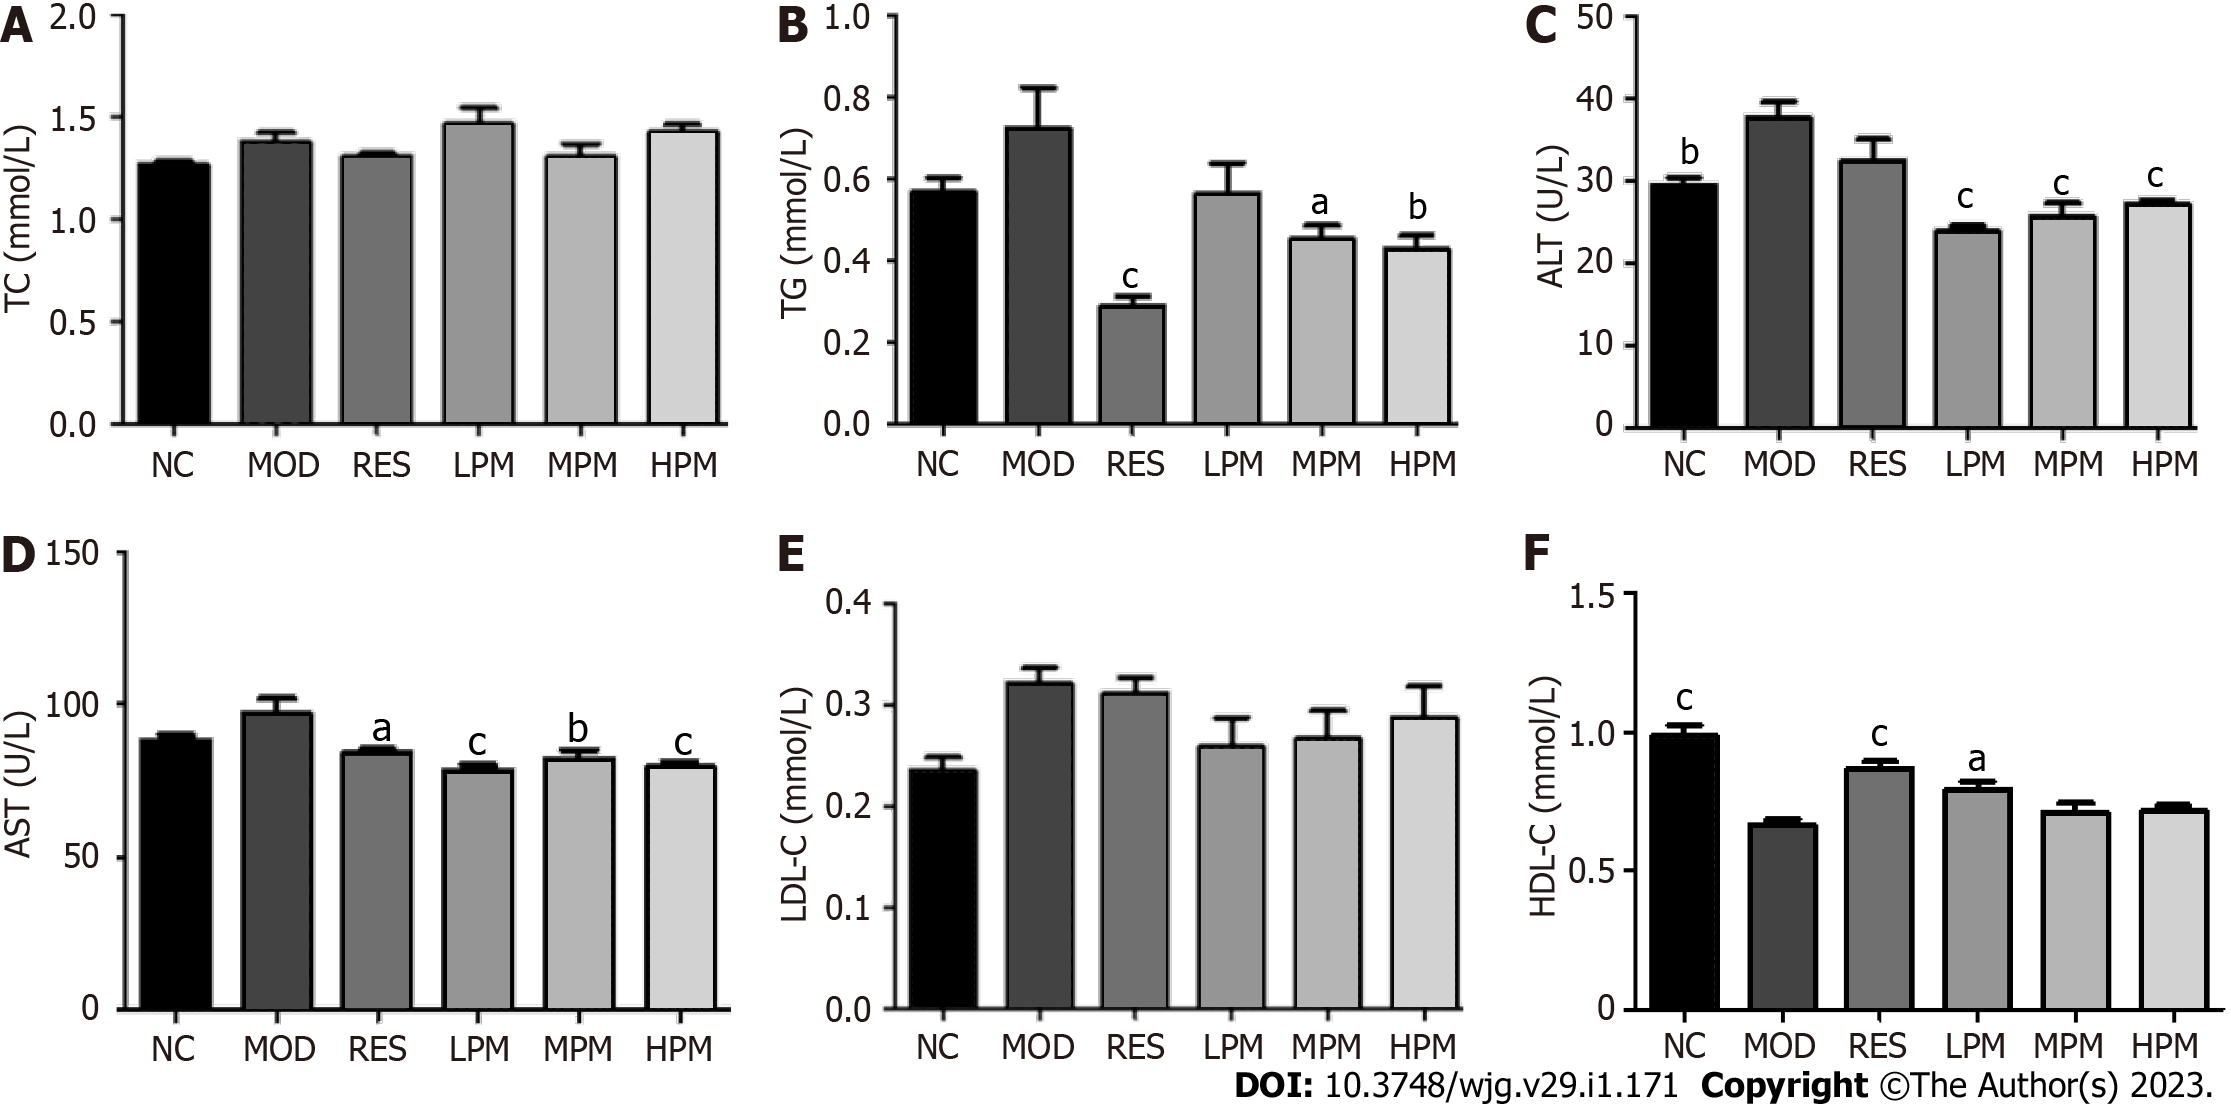 A
TC (mmol/L)
2.0
1.5
1.0
0.5
0.0
NC MOD RES LPM MPM HPM
B
TG (mmol/L)
1.0
0.8
0.6
0.4
0.2
0.0
c
a
b
NC MOD RES LPM MPM HPM
C
ALT (U/L)
50
40
30
20
10
0
b
c
c
c
NC MOD RES LPM MPM HPM
D
AST (U/L)
150
100
50
0
a
c
b
c
NC MOD RES LPM MPM HPM
E
LDL-C (mmol/L)
0.4
0.3
0.2
0.1
0.0
NC MOD RES LPM MPM HPM
F
HDL-C (mmol/L)
1.5
1.0
0.5
0
c
c
a
NC MOD RES LPM MPM HPM
DOI: 10.3748/wjg.v29.i1.171 Copyright ©The Author(s) 2023.